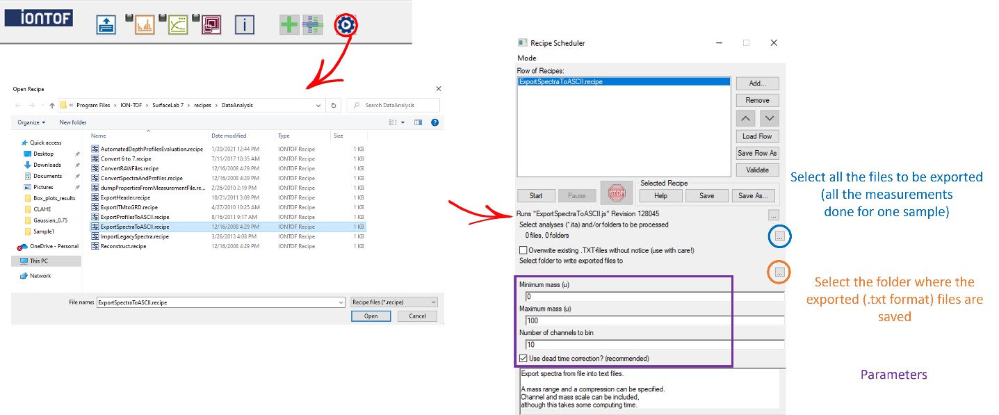 iontoF
i
Open Recipe
« Program Files > ION-TOF > SurfaceLab 7 > recipes > DataAnalysis
Search DataAnalysis
Organize
New folder
?
Name Date modified Type Size
Quick access
Desktop
Downloads
Documents
Pictures
Box_plots_results
CLAHE
Gaussian_0.75
Sample1
OneDrive - Personal
This PC
Network
AutomatedDepthProfilesEvaluation.recipe 1/20/2021 12:44 PM IONTOF Recipe 1 KB
Convert 6 to 7.recipe 7/11/2017 10:35 AM IONTOF Recipe 1 KB
ConvertRAWFiles.recipe 12/16/2008 4:29 PM IONTOF Recipe 1 KB
ConvertSpectraAndProfiles.recipe 12/16/2008 4:29 PM IONTOF Recipe 1 KB
dumpPropertiesFromMeasurementFile.re... 2/26/2010 2:19 PM IONTOF Recipe 1 KB
ExportHeader.recipe 10/21/2011 3:09 PM IONTOF Recipe 1 KB
ExportITMtoGRD.recipe 4/27/2010 10:25 AM IONTOF Recipe 1 KB
ExportProfilesToASCII.recipe 8/16/2011 9:17 AM IONTOF Recipe 1 KB
ExportSpectraToASCII.recipe 12/16/2008 4:29 PM IONTOF Recipe 1 KB
ImportLegacySpectra.recipe 3/26/2013 4:08 PM IONTOF Recipe 1 KB
Reconstruct.recipe 12/16/2008 4:29 PM IONTOF Recipe 1 KB
File name: ExportSpectraToASCII.recipe
Recipe files (*.recipe)
Open
Cancel
Recipe Scheduler
Mode
Flow of Recipes:
ExportSpectraToASCII.recipe
Add...
Remove
Load Flow
Save Flow As
Validate
Start
Pause
STOP
Selected Recipe
Help
Save
Save As...
Runs "ExportSpectraToASCII.js" Revision 128045
...
Select analyses (*.ita) and/or folders to be processed
0 files, 0 folders
...
Overwrite existing .TXT-files without notice (use with care!)
Select folder to write exported files to
...
Minimum mass (u)
0
Maximum mass (u)
100
Number of channels to bin
10
Use dead time correction? (recommended)
Export spectra from file into text files.
A mass range and a compression can be specified.
Channel and mass scale can be included,
although this takes some computing time.
Select all the files to be exported
(all the measurements
done for one sample)
Select the folder where the
exported (.txt format) files are
saved
Parameters